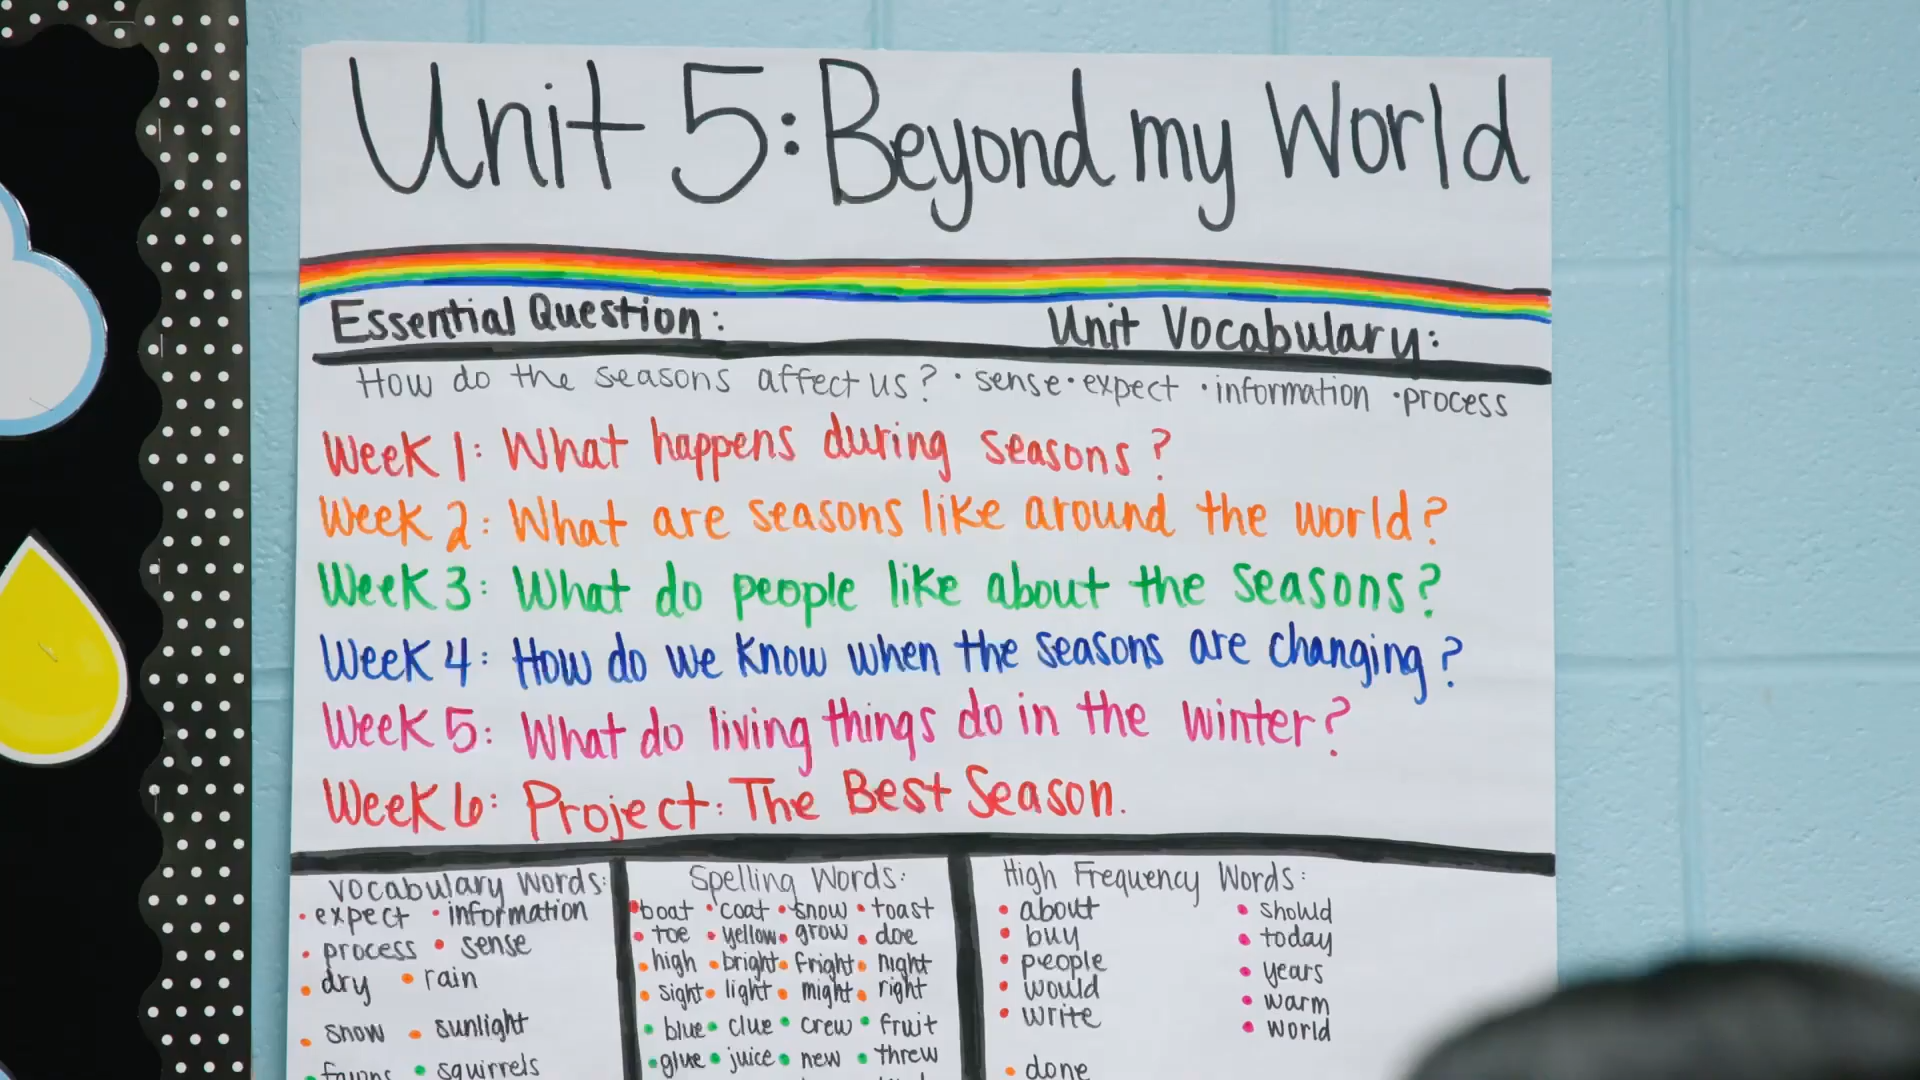 Unit 5: Beyond my World
Essential Question:
Unit Vocabulary:
How do the seasons affect us? · sense · expect · information · process
Week 1: What happens during seasons?
Week 2: What are seasons like around the world?
Week 3: What do people like about the seasons?
Week 4: How do we know when the seasons are changing?
Week 5: What do living things do in the winter?
Week 6: Project: The Best Season.
Vocabulary Words:
· expect · information
· process · sense
· dry · rain
· snow · sunlight
· squirrels
Spelling Words:
· boat · coat · snow · toast
· toe · yellow · grow · doe
· high · bright · fright · night
· sight · light · might · right
· blue · clue · crew · fruit
· glue · juice · new · threw
High Frequency Words:
· about
· buy
· people
· would
· write
· done
· should
· today
· years
· warm
· world